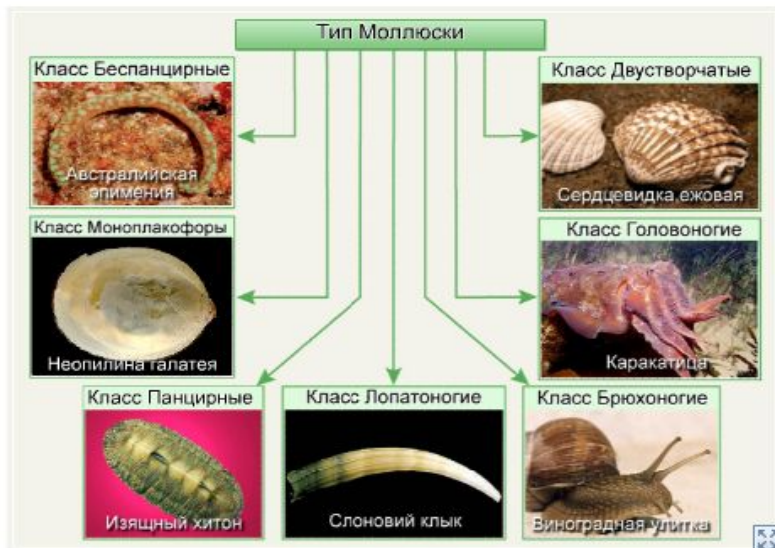 Тип Моллюски
Класс Беспанцирные
Австралийская
эпимения
Класс Двустворчатые
Сердцевидка ежовая
Класс Моноплакофоры
Неопилина галатея
Класс Головоногие
Каракатица
Класс Панцирные
Изящный хитон
Класс Лопатоногие
Слоновий клык
Класс Брюхоногие
Виноградная улитка